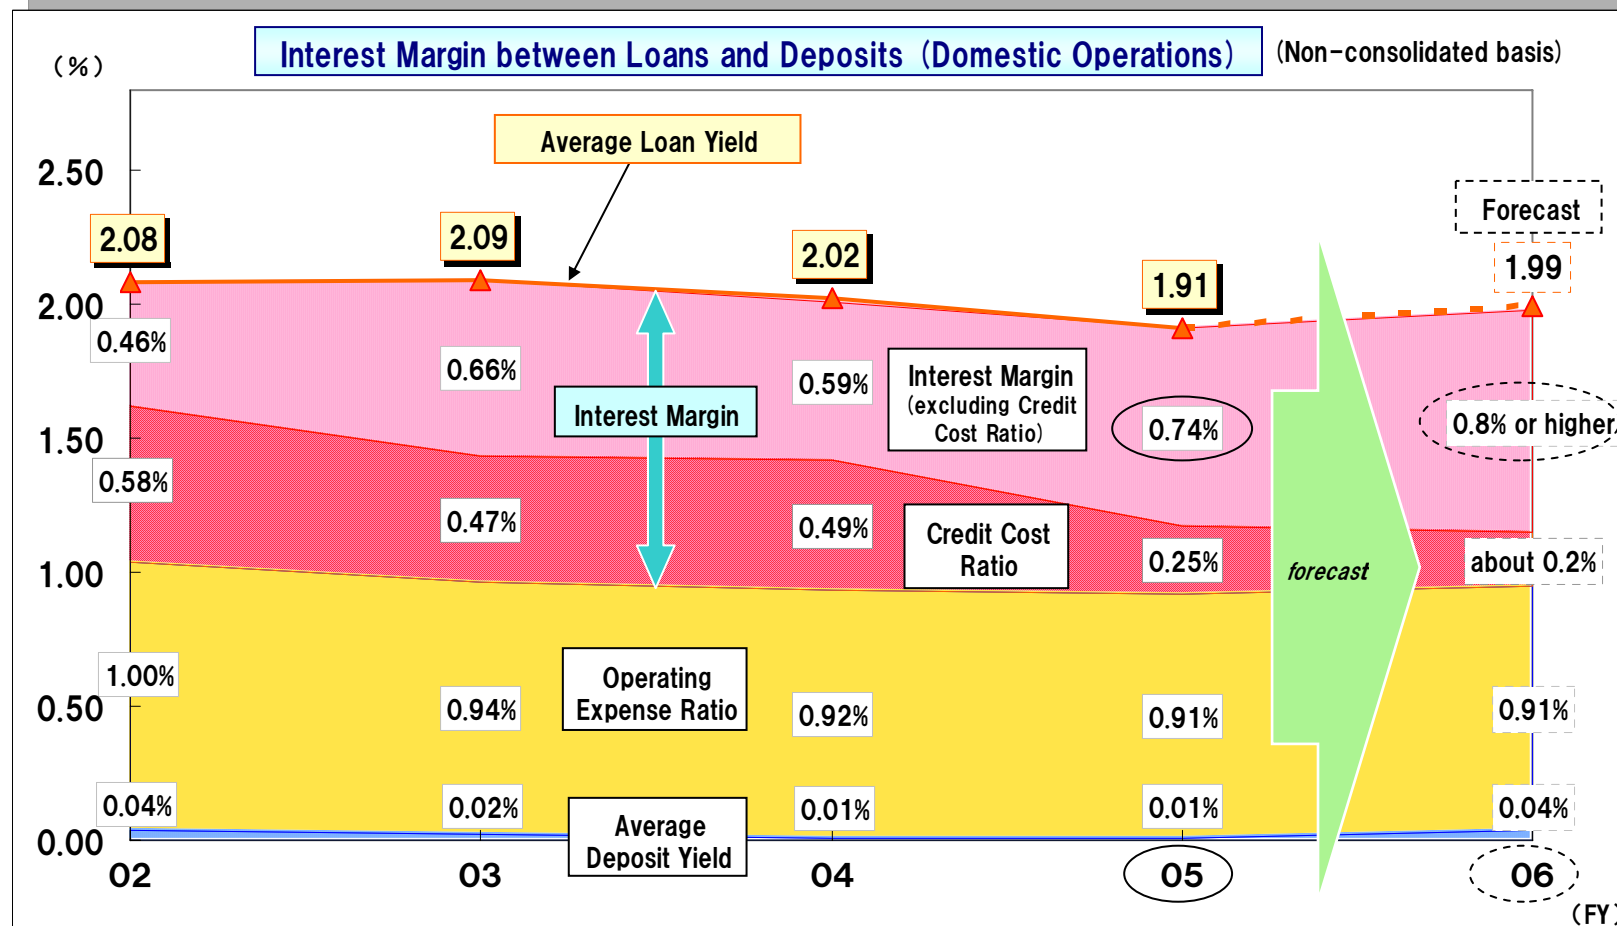 Interest Margin between Loans and Deposits (Domestic Operations)
(Non-consolidated basis)
(%)
Average Loan Yield
2.50
Forecast
2.08
2.09
2.02
1.91
1.99
2.00
0.46%
0.66%
0.59%
Interest Margin
(excluding Credit
Cost Ratio)
0.74%
0.8% or higher
Interest Margin
1.50
0.58%
0.47%
0.49%
Credit Cost
Ratio
0.25%
about 0.2%
forecast
1.00
1.00%
Operating
Expense Ratio
0.94%
0.92%
0.91%
0.91%
0.50
0.04%
0.02%
0.01%
0.01%
0.04%
Average
Deposit Yield
0.00
02
03
04
05
06
(FY)